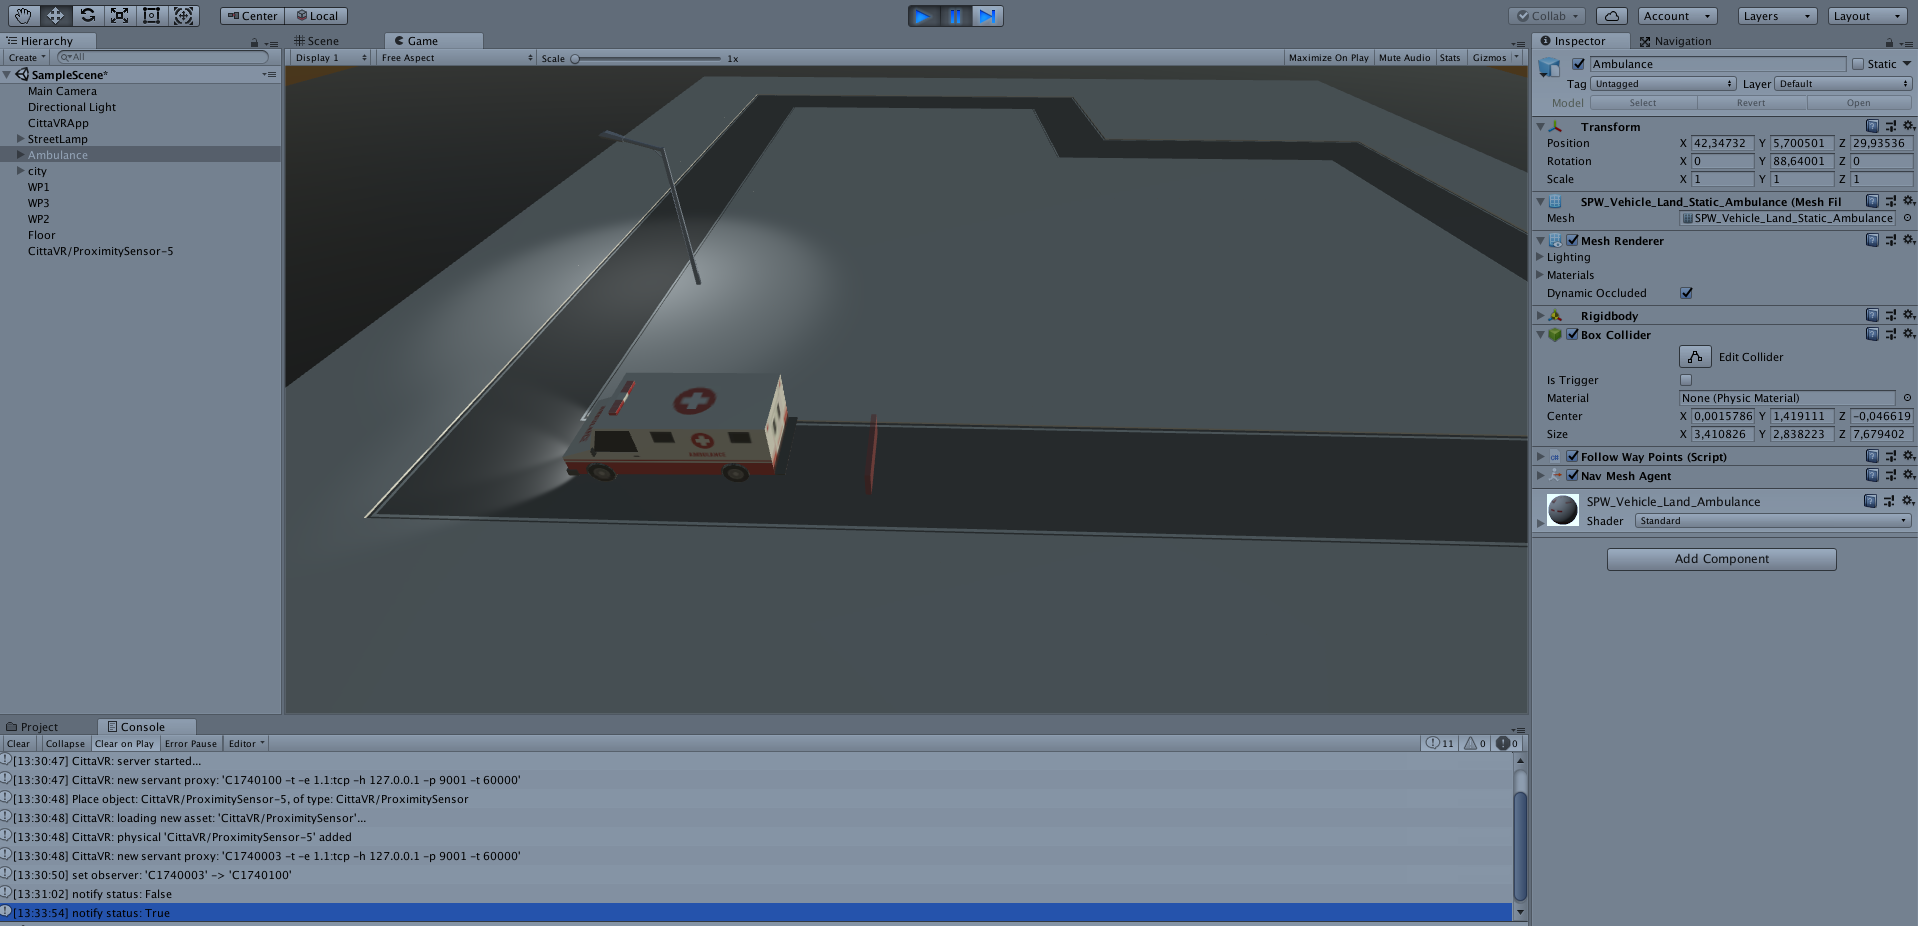 Center Local
Collab Account Layers Layout
Hierarchy
Create All
SampleScene*
Main Camera
Directional Light
CittaVRApp
StreetLamp
Ambulance
city
WP1
WP3
WP2
Floor
CittaVR/ProximitySensor-5
Scene Game
Display 1 Free Aspect Scale 1x Maximize On Play Mute Audio Stats Gizmos
AMBULANCE
Inspector Navigation
Ambulance Static
Tag Untagged Layer Default
Model Select Revert Open
Transform
Position X 42,34732 Y 5,700501 Z 29,93536
Rotation X 0 Y 88,64001 Z 0
Scale X 1 Y 1 Z 1
SPW_Vehicle_Land_Static_Ambulance (Mesh Fil
Mesh SPW_Vehicle_Land_Static_Ambulance
Mesh Renderer
Lighting
Materials
Dynamic Occluded
Rigidbody
Box Collider
Edit Collider
Is Trigger
Material None (Physic Material)
Center X 0,0015786 Y 1,419111 Z -0,046619
Size X 3,410826 Y 2,838223 Z 7,679402
Follow Way Points (Script)
Nav Mesh Agent
SPW_Vehicle_Land_Ambulance
Shader Standard
Add Component
Project Console
Clear Collapse Clear on Play Error Pause Editor 11 0 0
[13:30:47] CittaVR: server started...
[13:30:47] CittaVR: new servant proxy: 'C1740100 -t -e 1.1:tcp -h 127.0.0.1 -p 9001 -t 60000'
[13:30:48] Place object: CittaVR/ProximitySensor-5, of type: CittaVR/ProximitySensor
[13:30:48] CittaVR: loading new asset: 'CittaVR/ProximitySensor'...
[13:30:48] CittaVR: physical 'CittaVR/ProximitySensor-5' added
[13:30:48] CittaVR: new servant proxy: 'C1740003 -t -e 1.1:tcp -h 127.0.0.1 -p 9001 -t 60000'
[13:30:50] set observer: 'C1740003' -> 'C1740100'
[13:31:02] notify status: False
[13:33:54] notify status: True